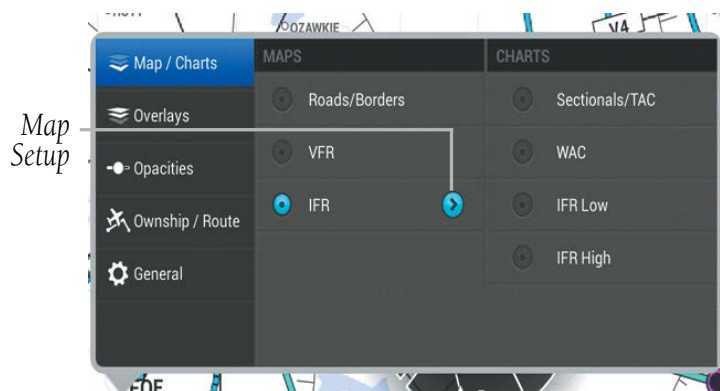 OZAWKIE
V4
Map / Charts
MAPS
CHARTS
Overlays
Roads/Borders
Sectionals/TAC
Map
Setup
Opacities
VFR
WAC
Ownship / Route
IFR
IFR Low
General
IFR High